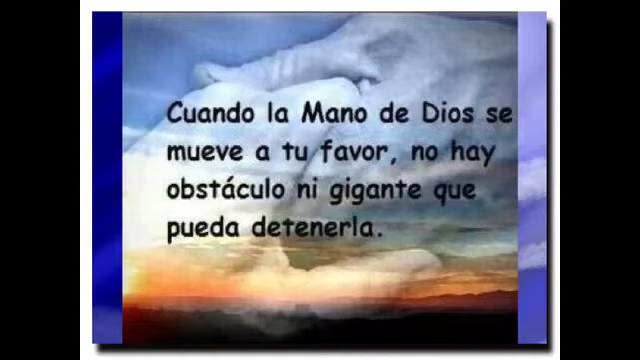 Cuando la Mano de Dios se
mueve a tu favor, no hay
obstáculo ni gigante que
pueda detenerla.